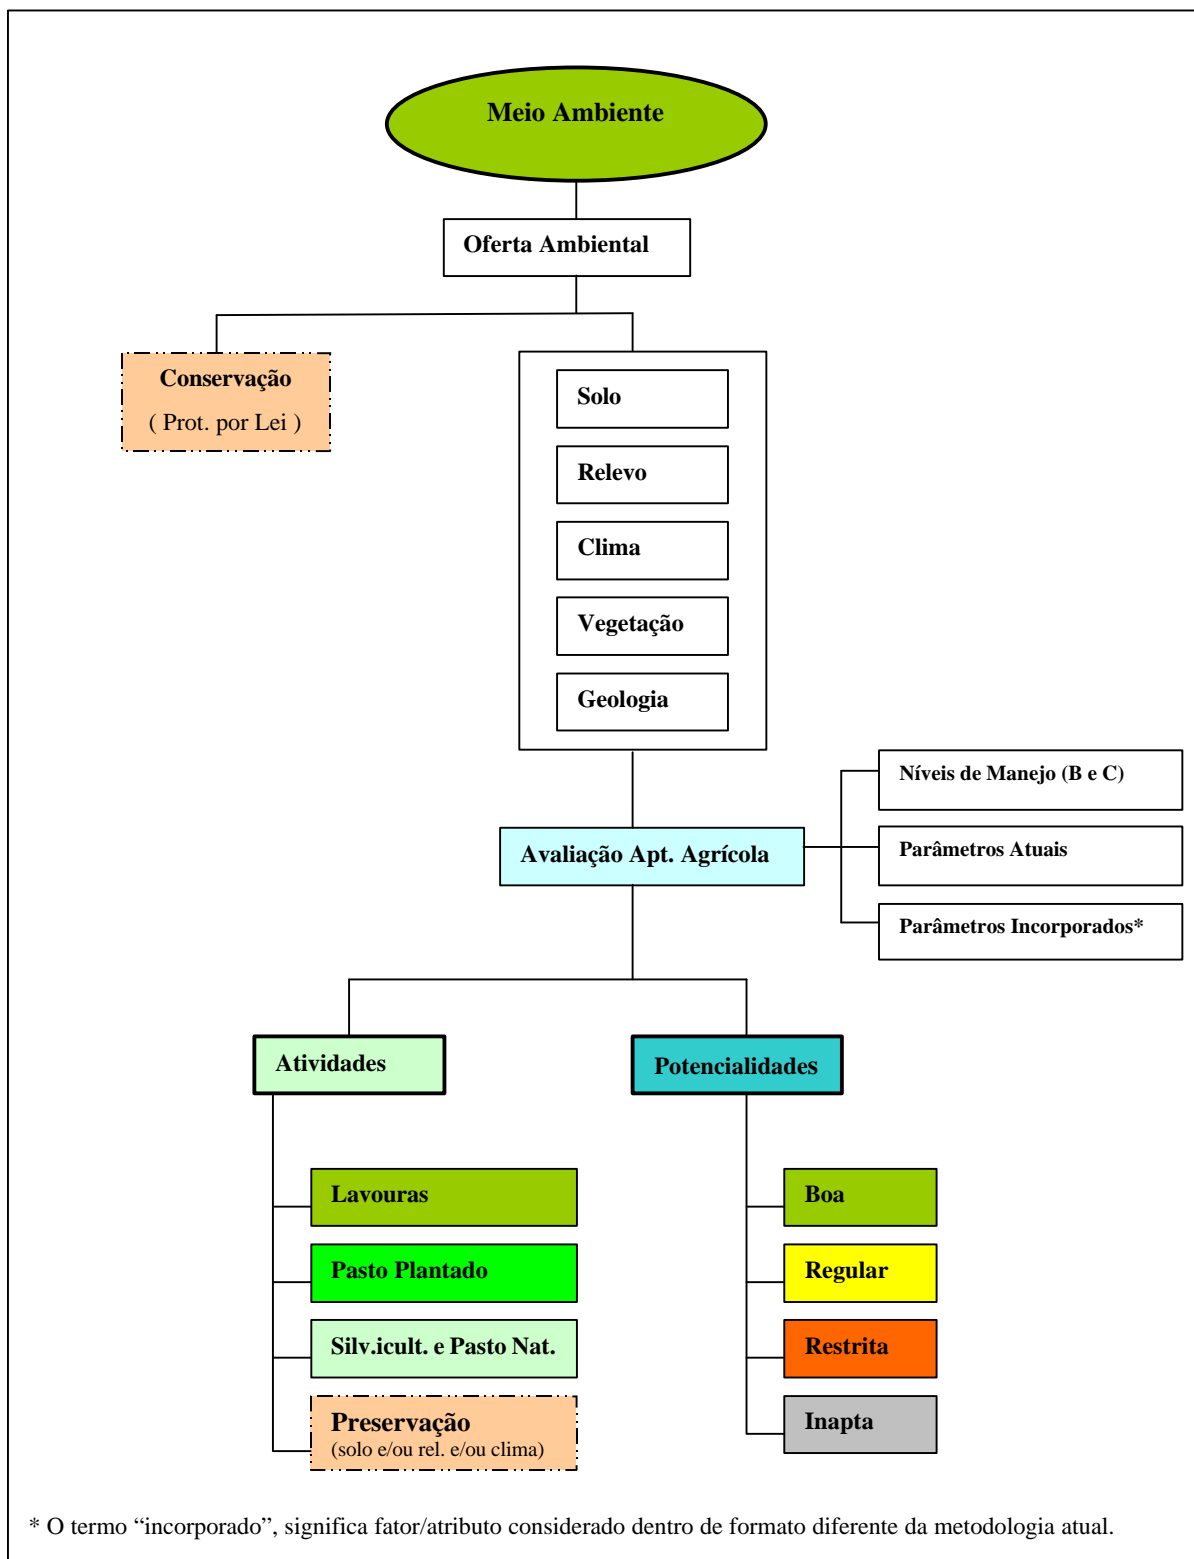 Meio Ambiente
Oferta Ambiental
Conservação
( Prot. por Lei )
Solo
Relevo
Clima
Vegetação
Geologia
Níveis de Manejo (B e C)
Avaliação Apt. Agrícola
Parâmetros Atuais
Parâmetros Incorporados*
Atividades
Potencialidades
Lavouras
Pasto Plantado
Silv.icult. e Pasto Nat.
Preservação
(solo e/ou rel. e/ou clima)
Boa
Regular
Restrita
Inapta
* O termo “incorporado”, significa fator/atributo considerado dentro de formato diferente da metodologia atual.